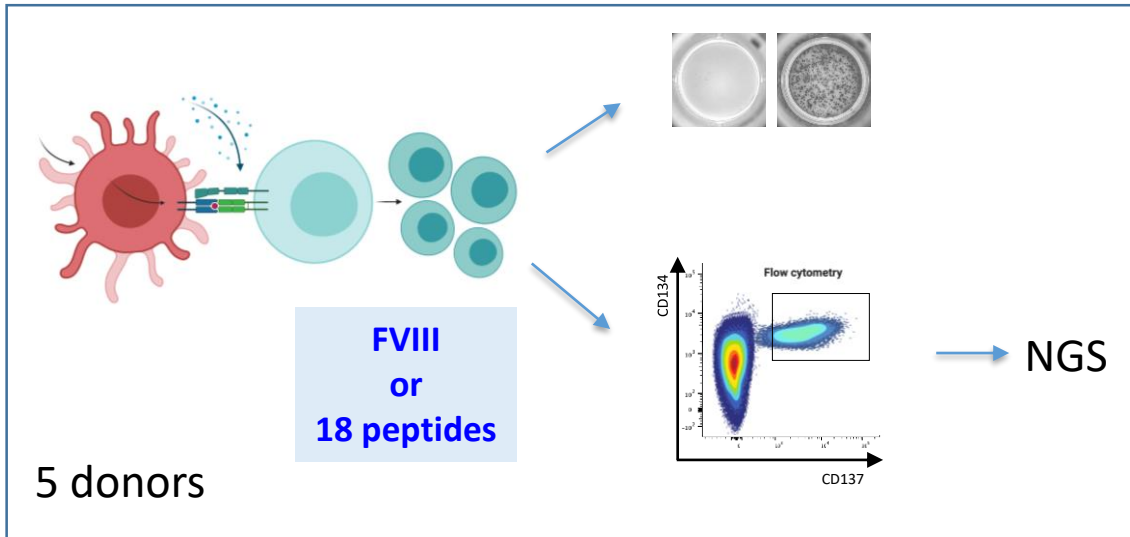 FVIII
or
18 peptides
5 donors
Flow cytometry
CD134
CD137
NGS